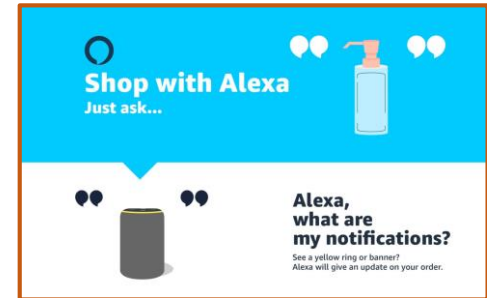 Shop with Alexa
Just ask...
Alexa,
what are
my notifications?
See a yellow ring or banner?
Alexa will give an update on your order.